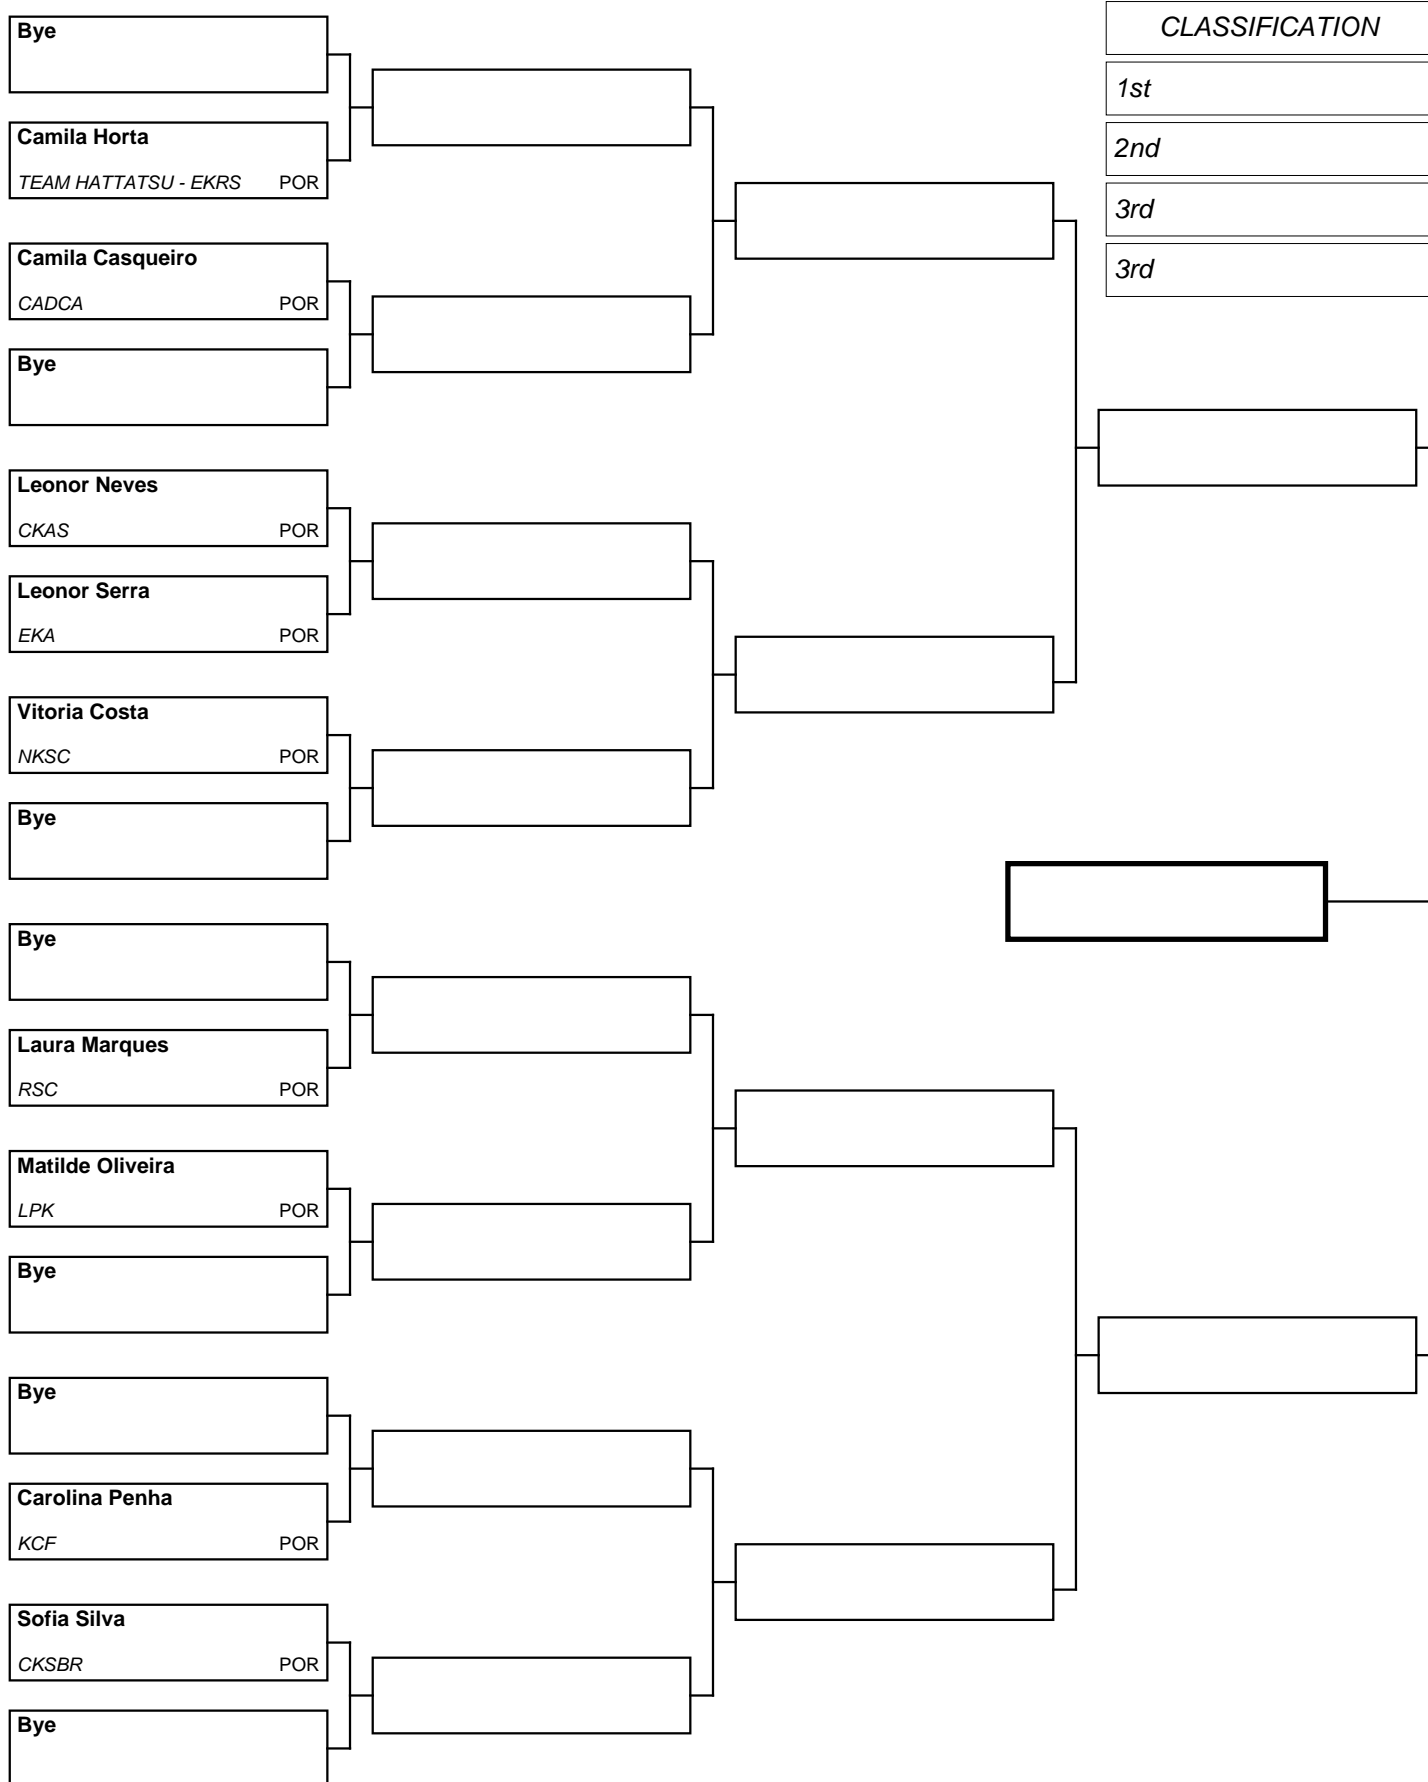 Bye
Camila Horta
TEAM HATTATSU - EKRS POR
Camila Casqueiro
CADCA POR
Bye
Leonor Neves
CKAS POR
Leonor Serra
EKA POR
Vitoria Costa
NKSC POR
Bye
Bye
Laura Marques
RSC POR
Matilde Oliveira
LPK POR
Bye
Bye
Carolina Penha
KCF POR
Sofia Silva
CKSBR POR
Bye
CLASSIFICATION
1st
2nd
3rd
3rd